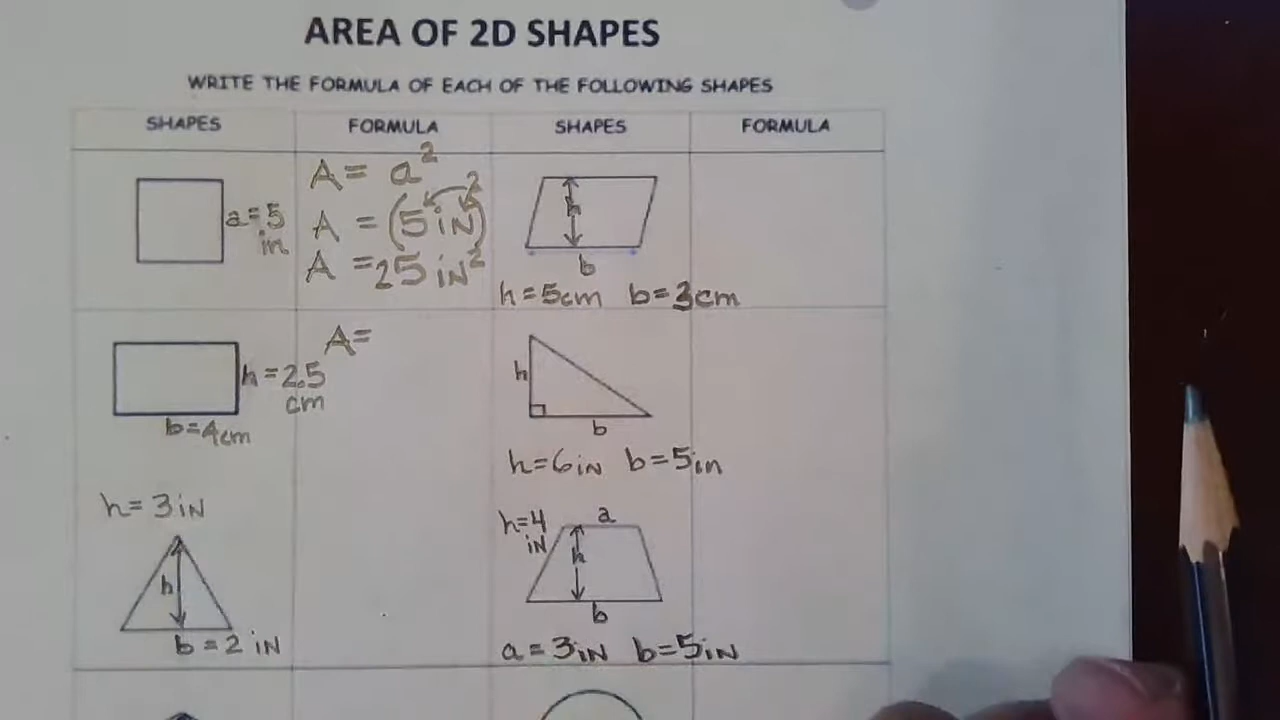 AREA OF 2D SHAPES
WRITE THE FORMULA OF EACH OF THE FOLLOWING SHAPES
SHAPES FORMULA SHAPES FORMULA
a=5
in
A = a²
A = (5 iN)²
A = 25 iN²
h
b
h=5cm b=3cm
h=2.5
cm
b=4cm
A=
h
b
h=6iN b=5in
h=3iN
h
b=2 iN
h=4
iN
a
h
b
a=3iN b=5iN